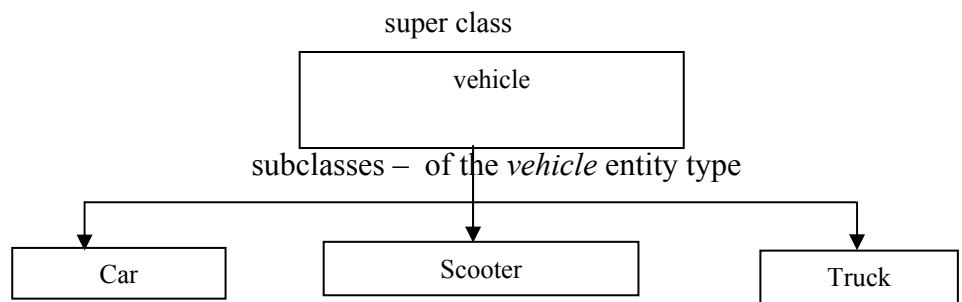 super class
vehicle
subclasses – of the vehicle entity type
Car
Scooter
Truck